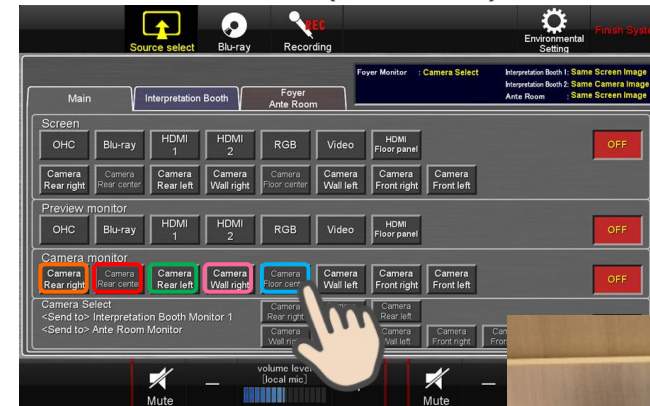 REC
Source select
Blu-ray
Recording
Environmental
Setting
Finish Syst
Foyer Monitor : Camera Select
Interpretation Booth 1: Same Screen Image
Interpretation Booth 2: Same Camera Image
Ante Room : Same Screen Image
Main
Interpretation Booth
Foyer
Ante Room
Screen
OHC
Blu-ray
HDMI
1
HDMI
2
RGB
Video
HDMI
Floor panel
OFF
Camera
Rear right
Camera
Rear center
Camera
Rear left
Camera
Wall right
Camera
Floor center
Camera
Wall left
Camera
Front right
Camera
Front left
Preview monitor
OHC
Blu-ray
HDMI
1
HDMI
2
RGB
Video
HDMI
Floor panel
OFF
Camera monitor
Camera
Rear right
Camera
Rear center
Camera
Rear left
Camera
Wall right
Camera
Floor cent
Camera
Wall left
Camera
Front right
Camera
Front left
OFF
Camera Select
<Send to> Interpretation Booth Monitor 1
<Send to> Ante Room Monitor
Camera
Rear right
Camera
Rear left
Camera
Wall rig
Camera
Wall left
Camera
Front right
Camera
Front left
Mute
volume level
[local mic]
Mute